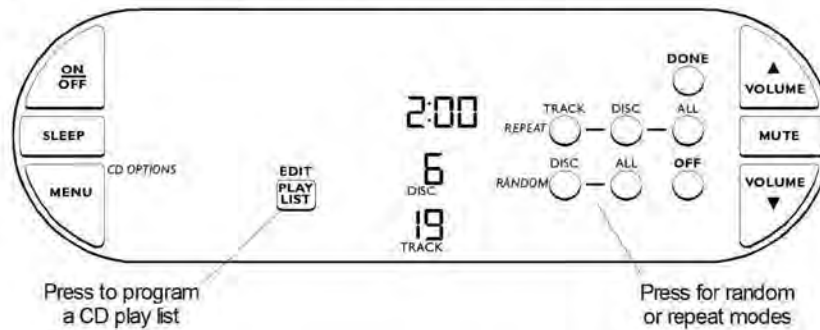 ON
OFF
SLEEP
MENU
CD OPTIONS
EDIT
PLAY
LIST
2:00
6
DISC
19
TRACK
DONE
TRACK DISC ALL
REPEAT
DISC ALL OFF
RANDOM
▲
VOLUME
MUTE
VOLUME
▼
Press to program
a CD play list
Press for random
or repeat modes